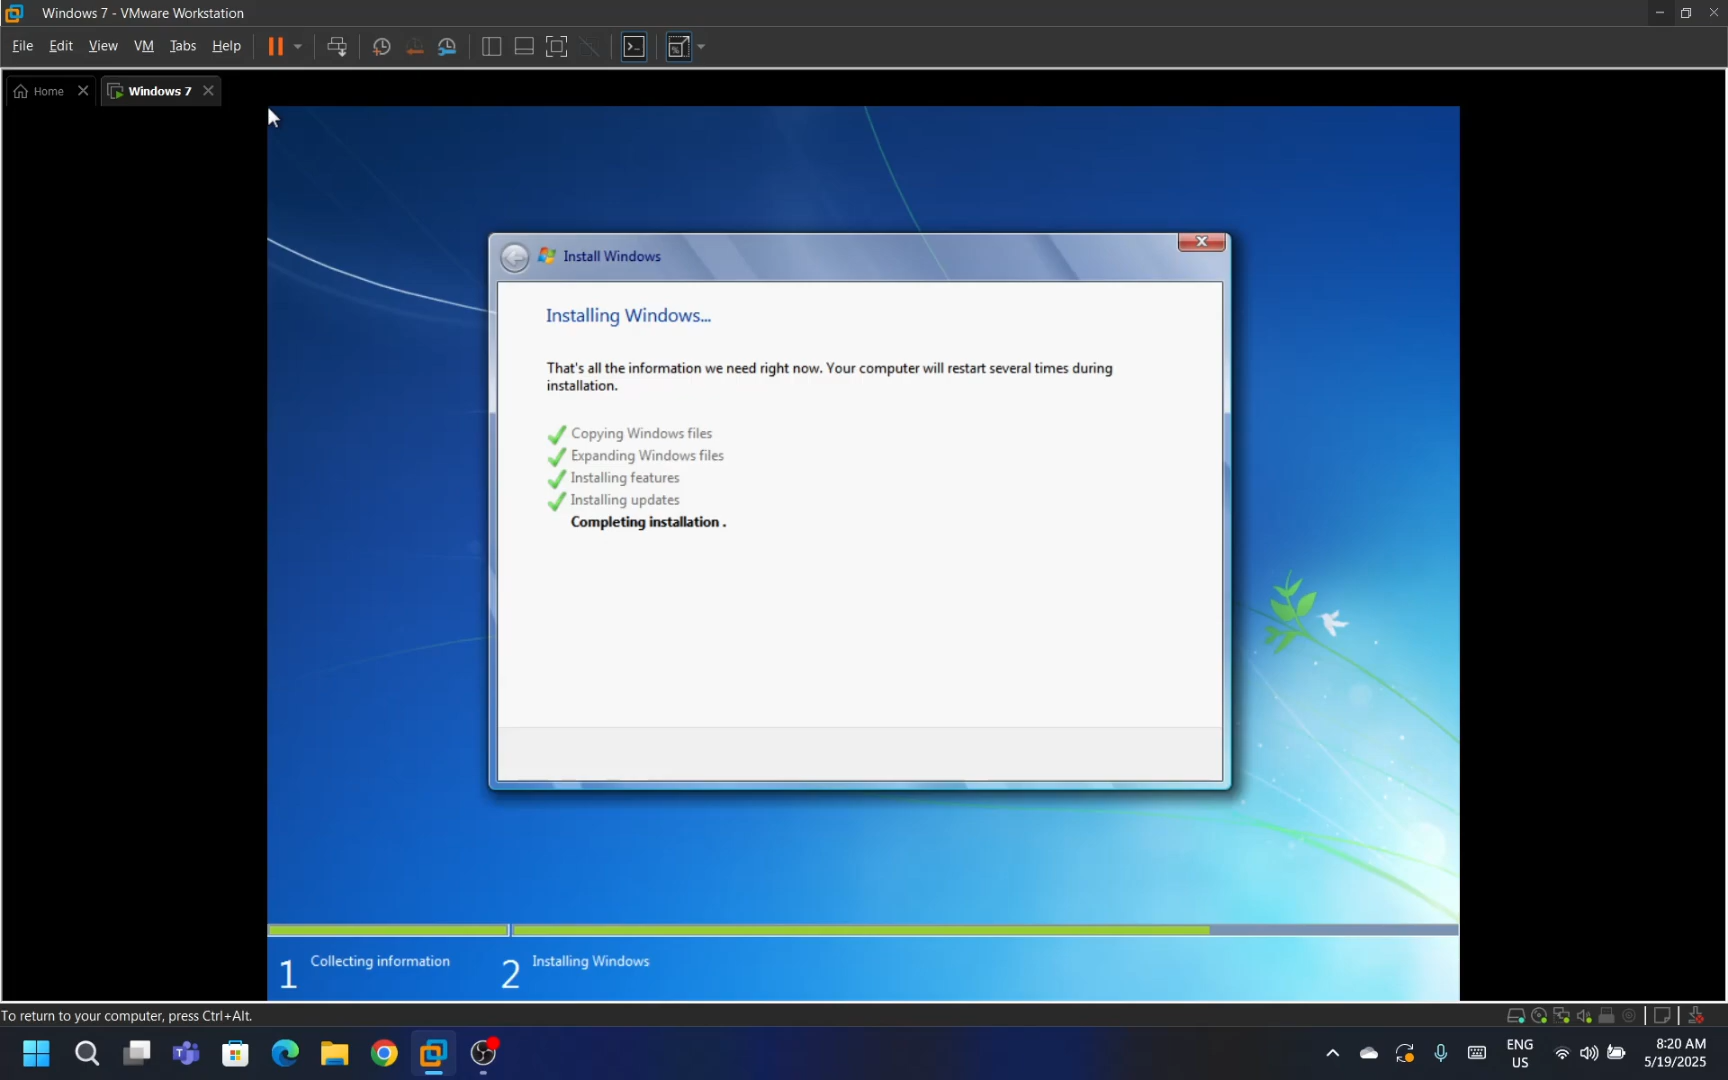 Windows 7 - VMware Workstation
File Edit View VM Tabs Help
Home
Windows 7
Install Windows
Installing Windows...
That's all the information we need right now. Your computer will restart several times during
installation.
Copying Windows files
Expanding Windows files
Installing features
Installing updates
Completing installation .
1 Collecting information
2 Installing Windows
To return to your computer, press Ctrl+Alt.
ENG
US
8:20 AM
5/19/2025